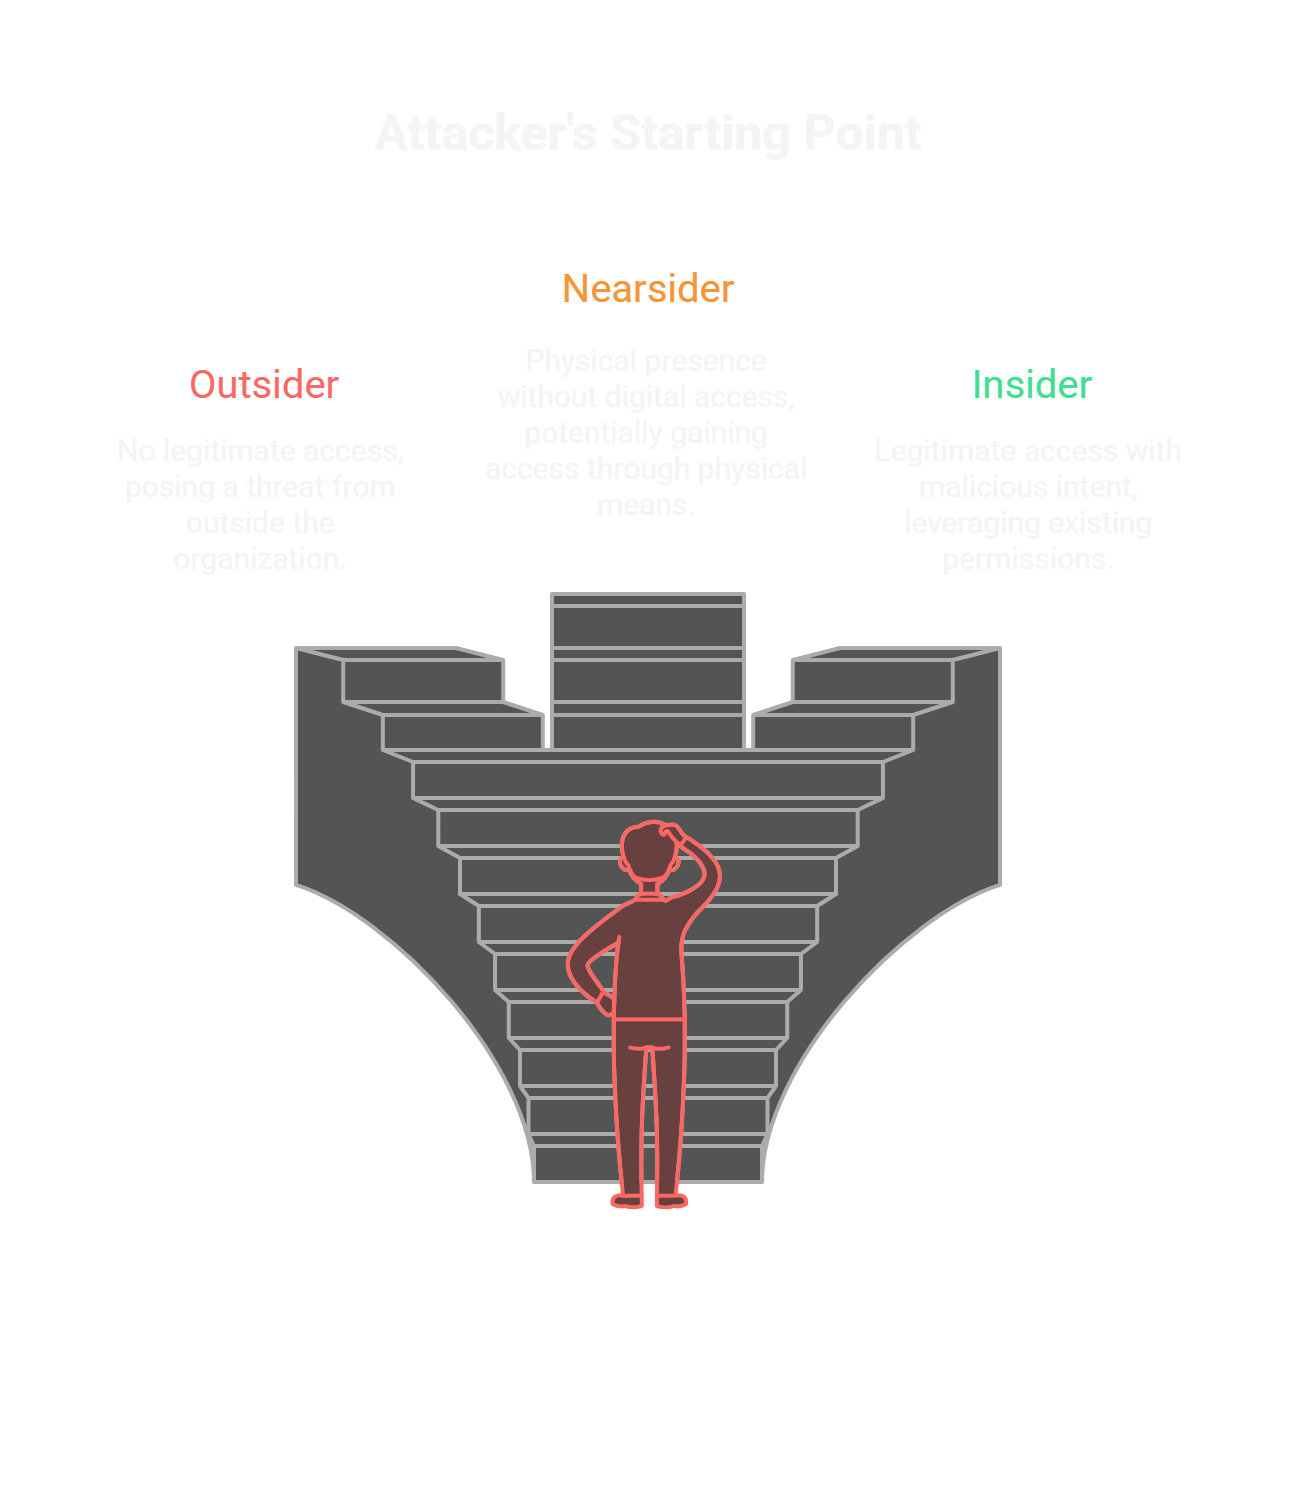 Attacker's Starting Point
Nearsider
Physical presence
without digital access,
potentially gaining
access through physical
means.
Outsider
No legitimate access,
posing a threat from
outside the
organization.
Insider
Legitimate access with
malicious intent,
leveraging existing
permissions.